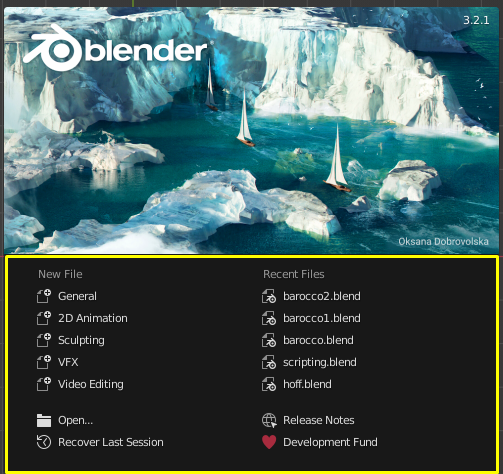 3.2.1
blender
Oksana Dobrovolska
New File
General
2D Animation
Sculpting
VFX
Video Editing
Open...
Recover Last Session
Recent Files
barocco2.blend
barocco1.blend
barocco.blend
scripting.blend
hoff.blend
Release Notes
Development Fund